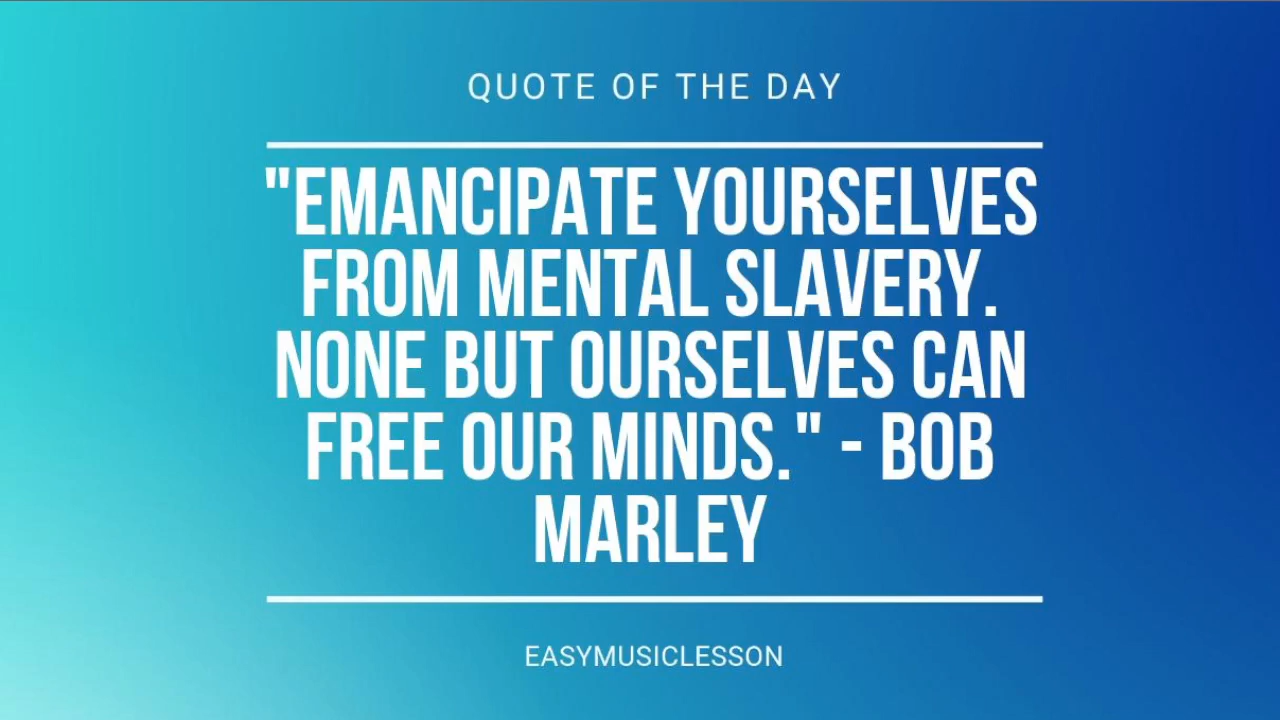 QUOTE OF THE DAY
"EMANCIPATE YOURSELVES
FROM MENTAL SLAVERY.
NONE BUT OURSELVES CAN
FREE OUR MINDS." - BOB
MARLEY
EASYMUSICLESSON